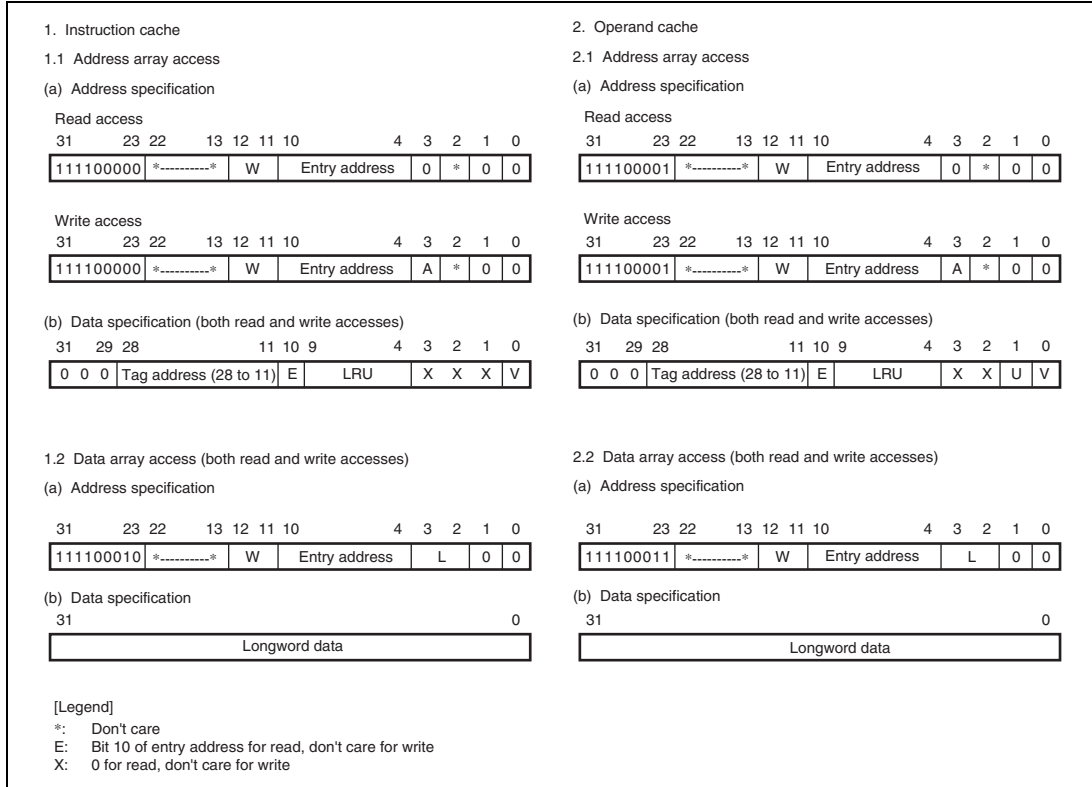 1. Instruction cache
1.1 Address array access
(a) Address specification
Read access
31 23 22 13 12 11 10 4 3 2 1 0
111100000 *----------* W Entry address 0 * 0 0
Write access
31 23 22 13 12 11 10 4 3 2 1 0
111100000 *----------* W Entry address A * 0 0
(b) Data specification (both read and write accesses)
31 29 28 11 10 9 4 3 2 1 0
0 0 0 Tag address (28 to 11) E LRU X X X V
1.2 Data array access (both read and write accesses)
(a) Address specification
31 23 22 13 12 11 10 4 3 2 1 0
111100010 *----------* W Entry address L 0 0
(b) Data specification
31 0
Longword data
2. Operand cache
2.1 Address array access
(a) Address specification
Read access
31 23 22 13 12 11 10 4 3 2 1 0
111100001 *----------* W Entry address 0 * 0 0
Write access
31 23 22 13 12 11 10 4 3 2 1 0
111100001 *----------* W Entry address A * 0 0
(b) Data specification (both read and write accesses)
31 29 28 11 10 9 4 3 2 1 0
0 0 0 Tag address (28 to 11) E LRU X X U V
2.2 Data array access (both read and write accesses)
(a) Address specification
31 23 22 13 12 11 10 4 3 2 1 0
111100011 *----------* W Entry address L 0 0
(b) Data specification
31 0
Longword data
[Legend]
*: Don't care
E: Bit 10 of entry address for read, don't care for write
X: 0 for read, don't care for write